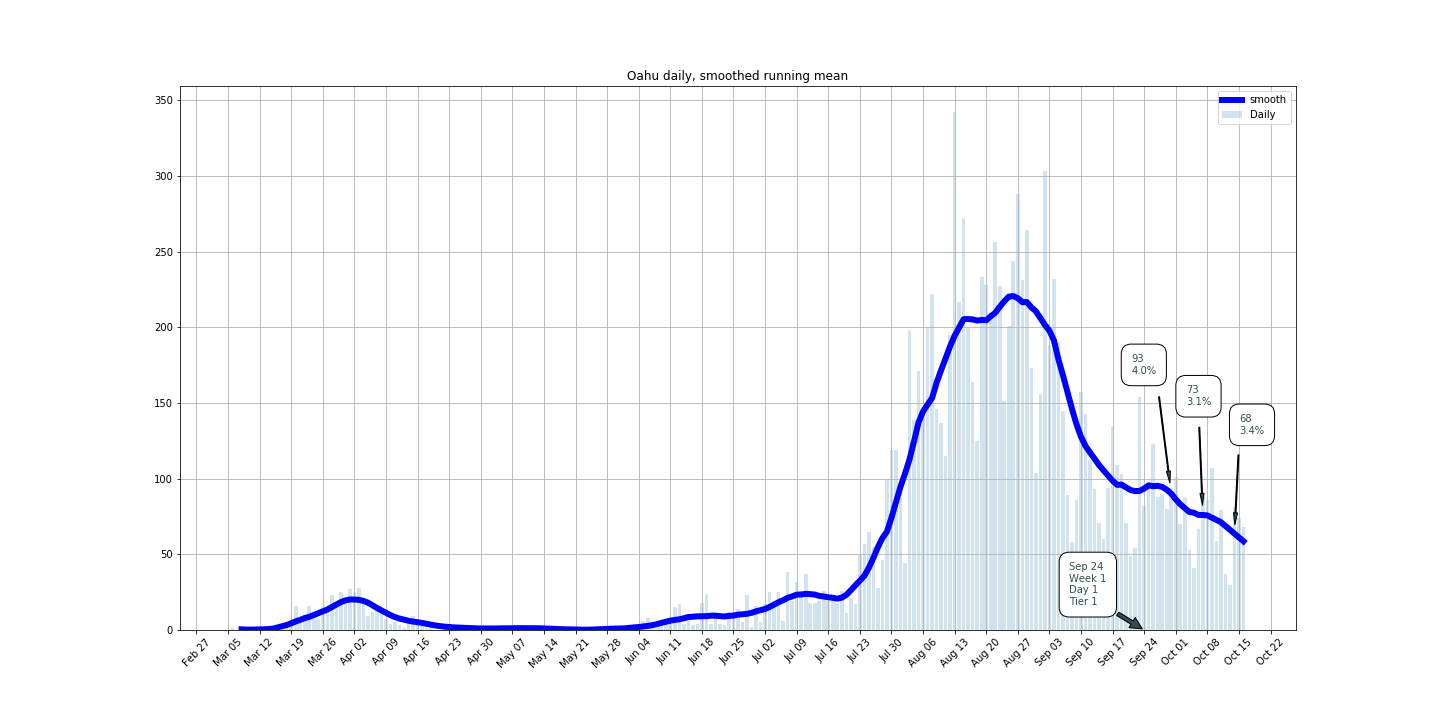 Oahu daily, smoothed running mean
smooth
Daily
350
300
250
200
150
100
50
0
93
4.0%
73
3.1%
68
3.4%
Sep 24
Week 1
Day 1
Tier 1
Feb 27
Mar 05
Mar 12
Mar 19
Mar 26
Apr 02
Apr 09
Apr 16
Apr 23
Apr 30
May 07
May 14
May 21
May 28
Jun 04
Jun 11
Jun 18
Jun 25
Jul 02
Jul 09
Jul 16
Jul 23
Jul 30
Aug 06
Aug 13
Aug 20
Aug 27
Sep 03
Sep 10
Sep 17
Sep 24
Oct 01
Oct 08
Oct 15
Oct 22